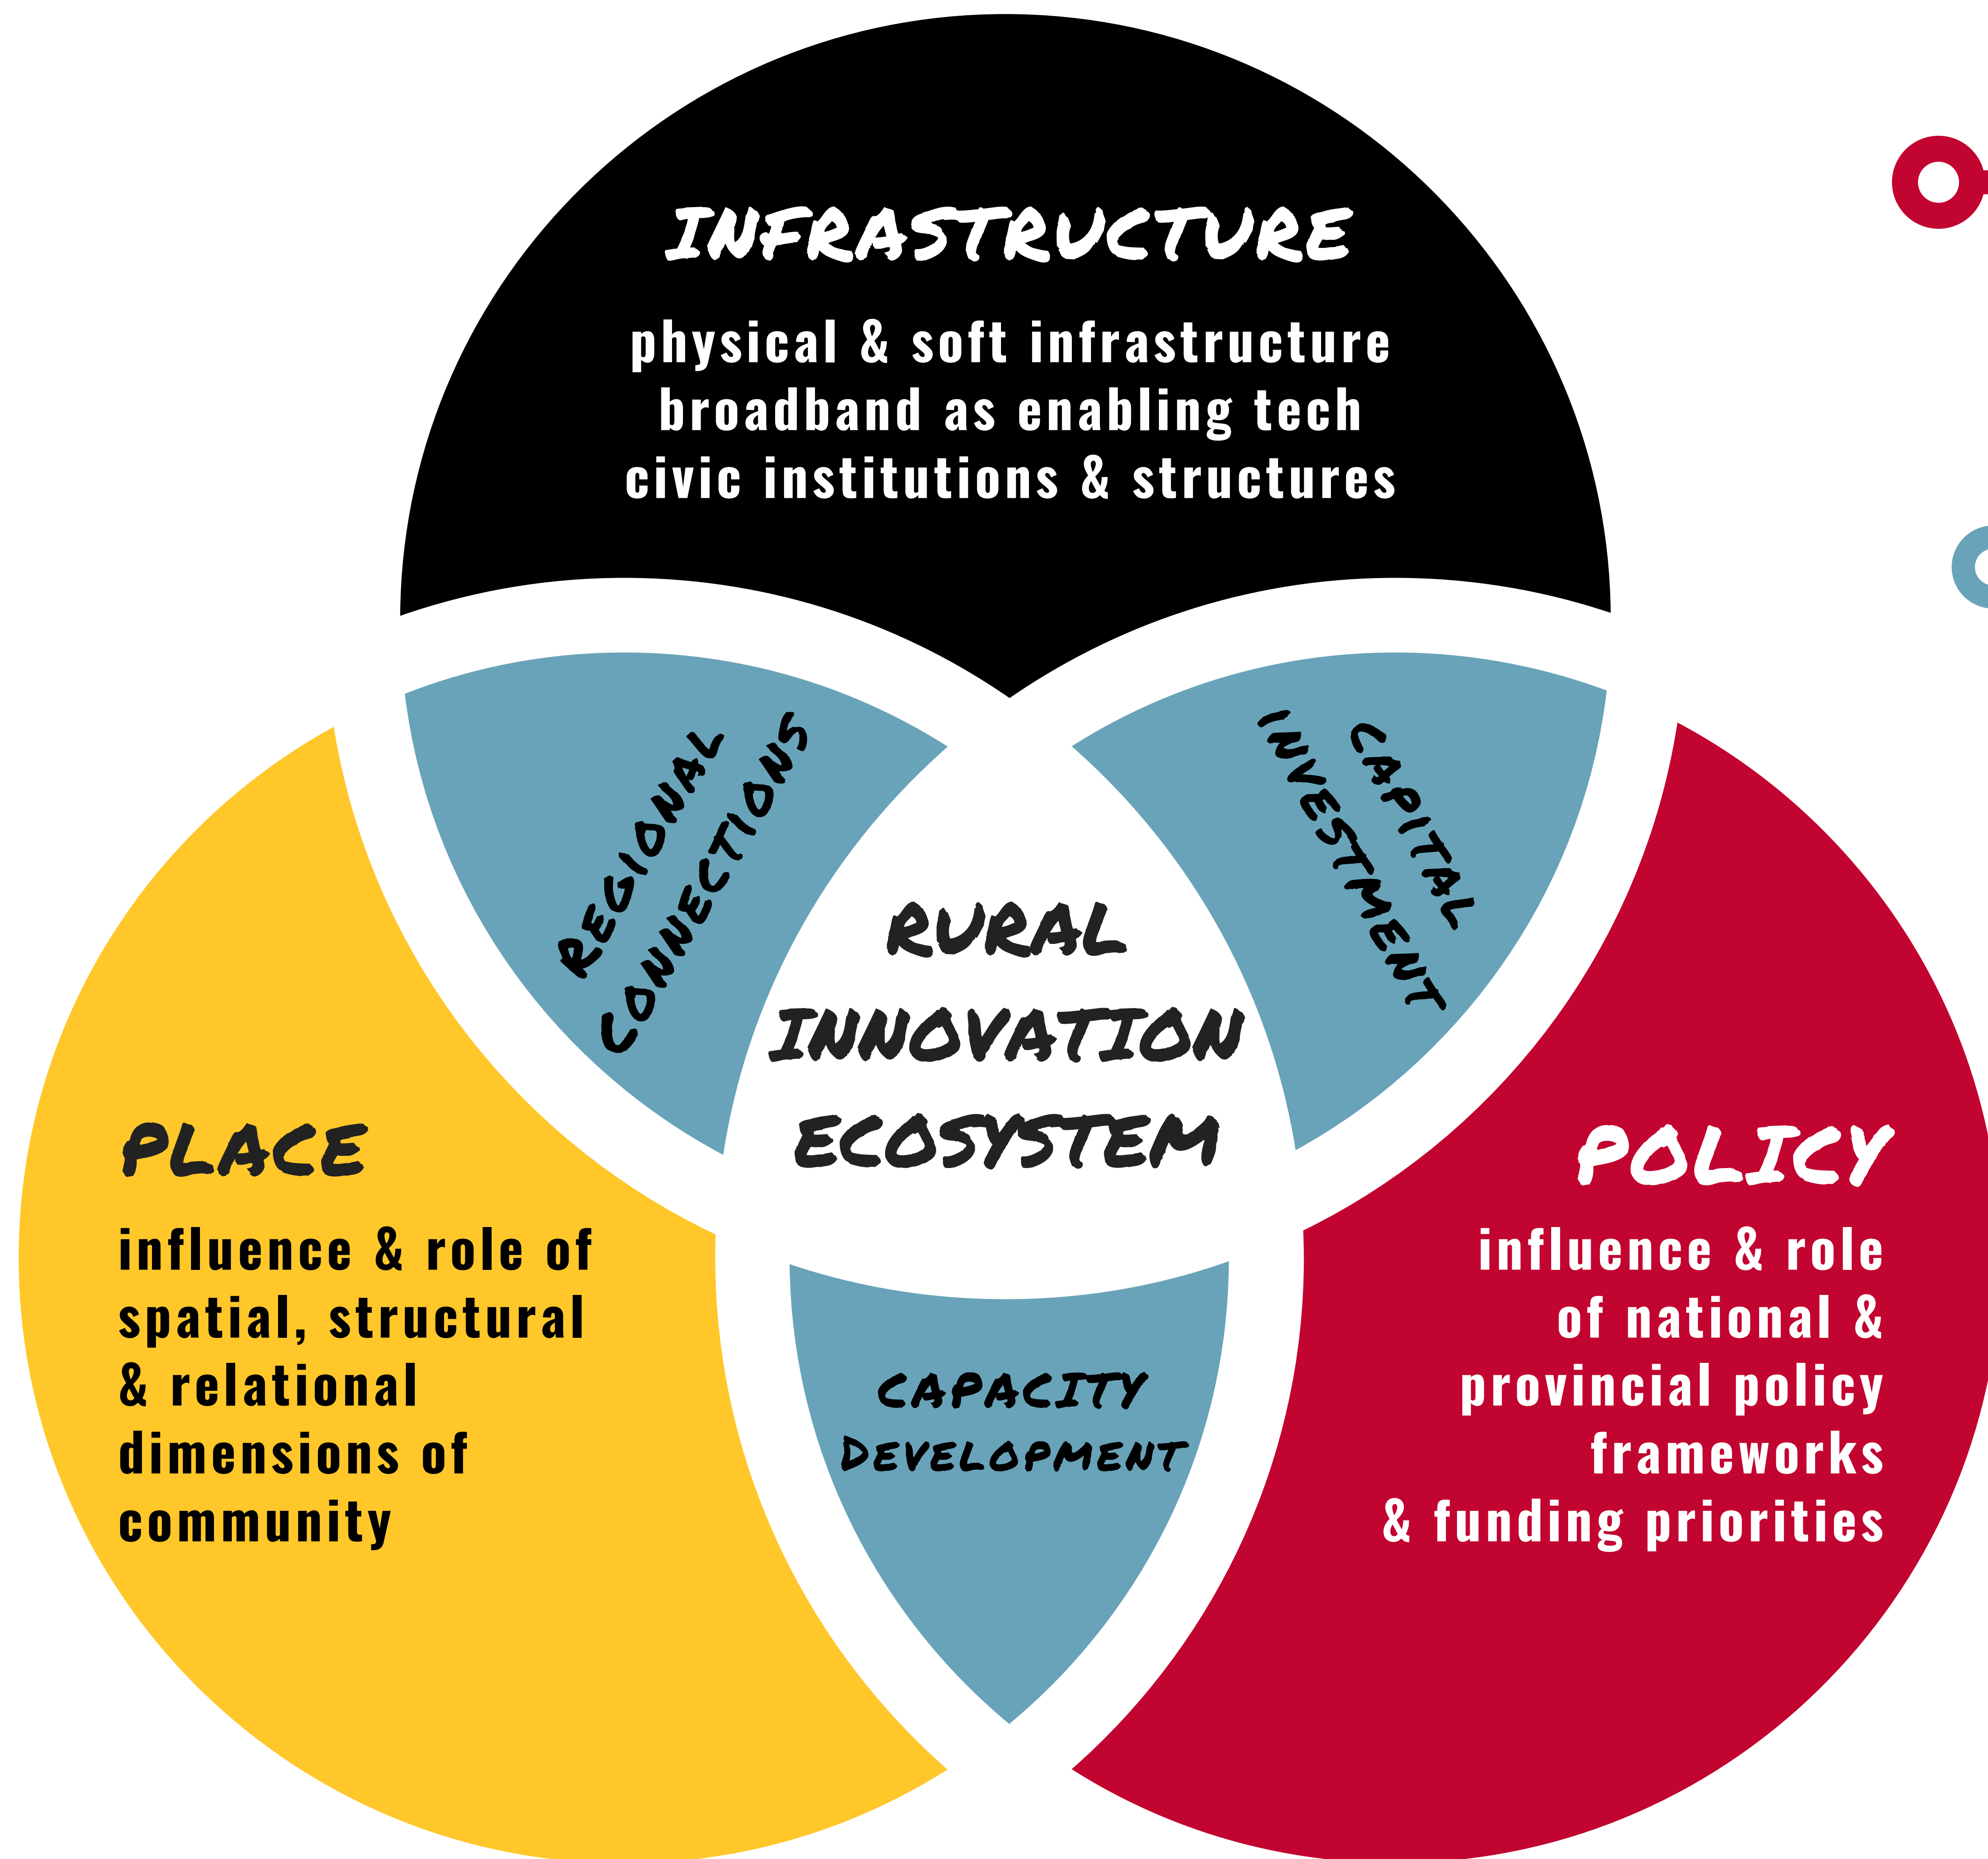 INFRASTRUCTURE
physical & soft infrastructure
broadband as enabling tech
civic institutions & structures
REGIONAL
CONNECTIONS
CAPITAL
INVESTMENT
RURAL
INNOVATION
ECOSYSTEM
PLACE
influence & role of
spatial, structural
& relational
dimensions of
community
POLICY
influence & role
of national &
provincial policy
frameworks
& funding priorities
CAPACITY
DEVELOPMENT